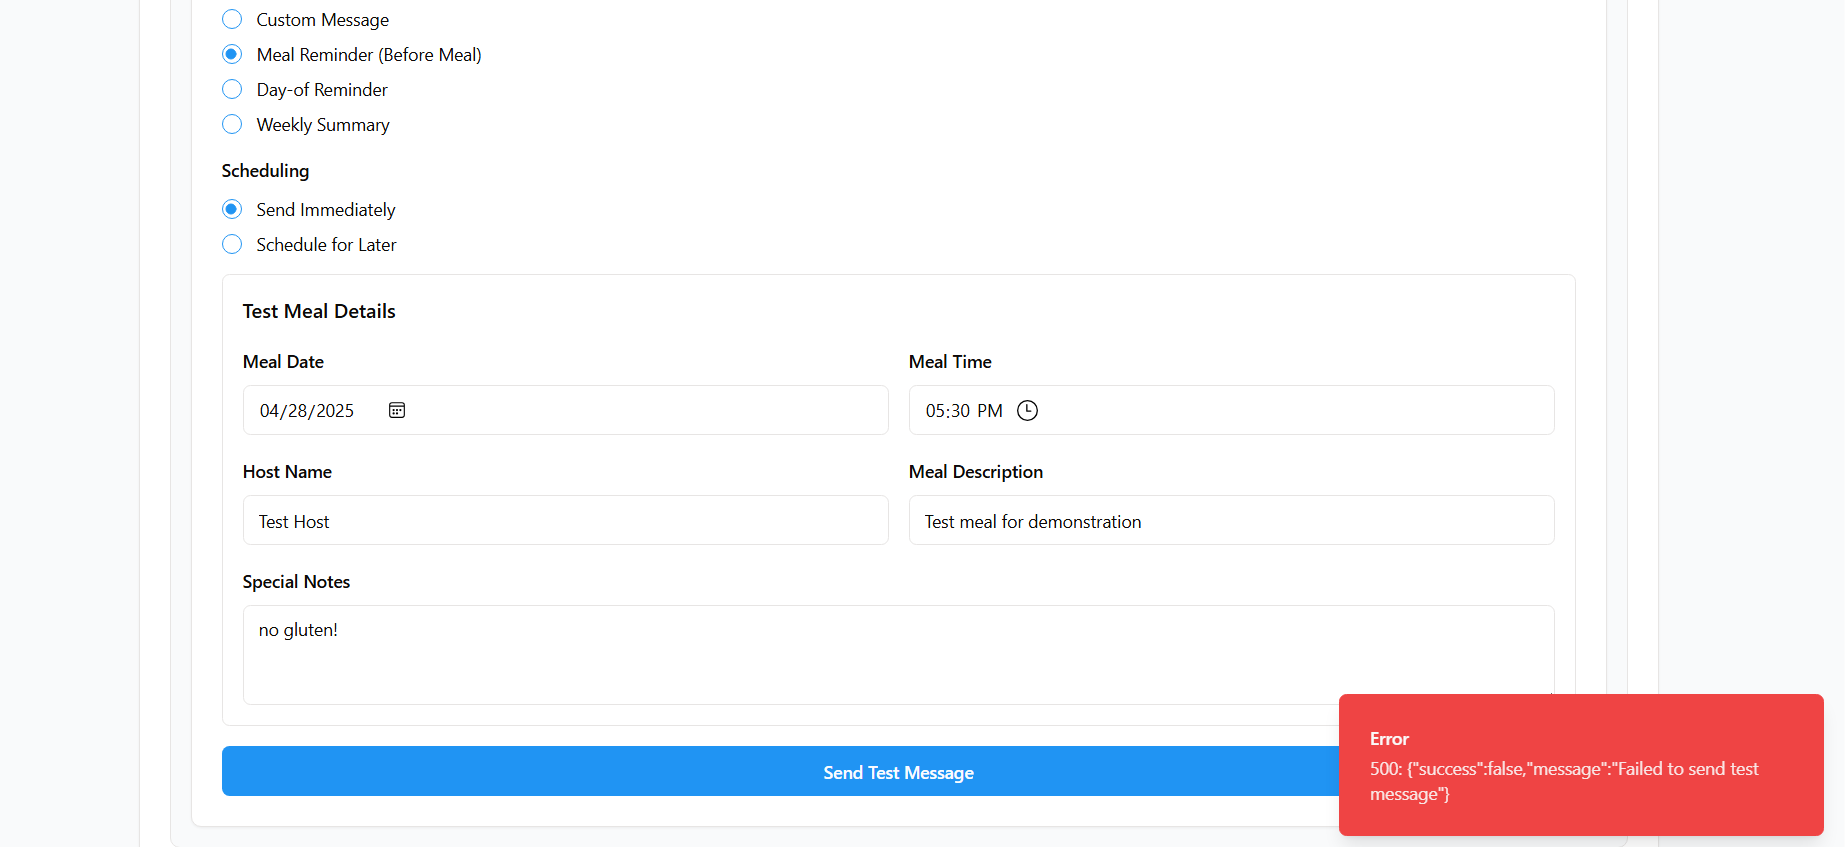 Custom Message
Meal Reminder (Before Meal)
Day-of Reminder
Weekly Summary
Scheduling
Send Immediately
Schedule for Later
Test Meal Details
Meal Date
Meal Time
04/28/2025
05:30 PM
Host Name
Meal Description
Test Host
Test meal for demonstration
Special Notes
no gluten!
Send Test Message
Error
500: {"success":false,"message":"Failed to send test
message"}